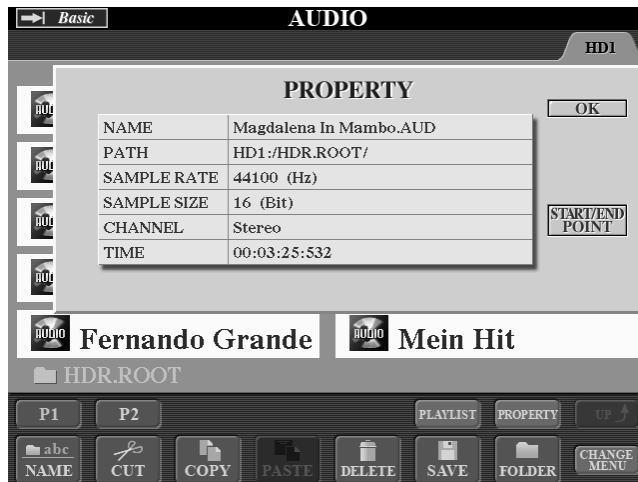 Basic
AUDIO
HD1
PROPERTY
OK
NAME Magdalena In Mambo.AUD
PATH HD1:/HDR.ROOT/
SAMPLE RATE 44100 (Hz)
SAMPLE SIZE 16 (Bit)
CHANNEL Stereo
TIME 00:03:25:532
START/END
POINT
AUDIO Fernando Grande
AUDIO Mein Hit
HDR.ROOT
P1 P2 PLAYLIST PROPERTY UP
abc
NAME CUT COPY PASTE DELETE SAVE FOLDER CHANGE
MENU